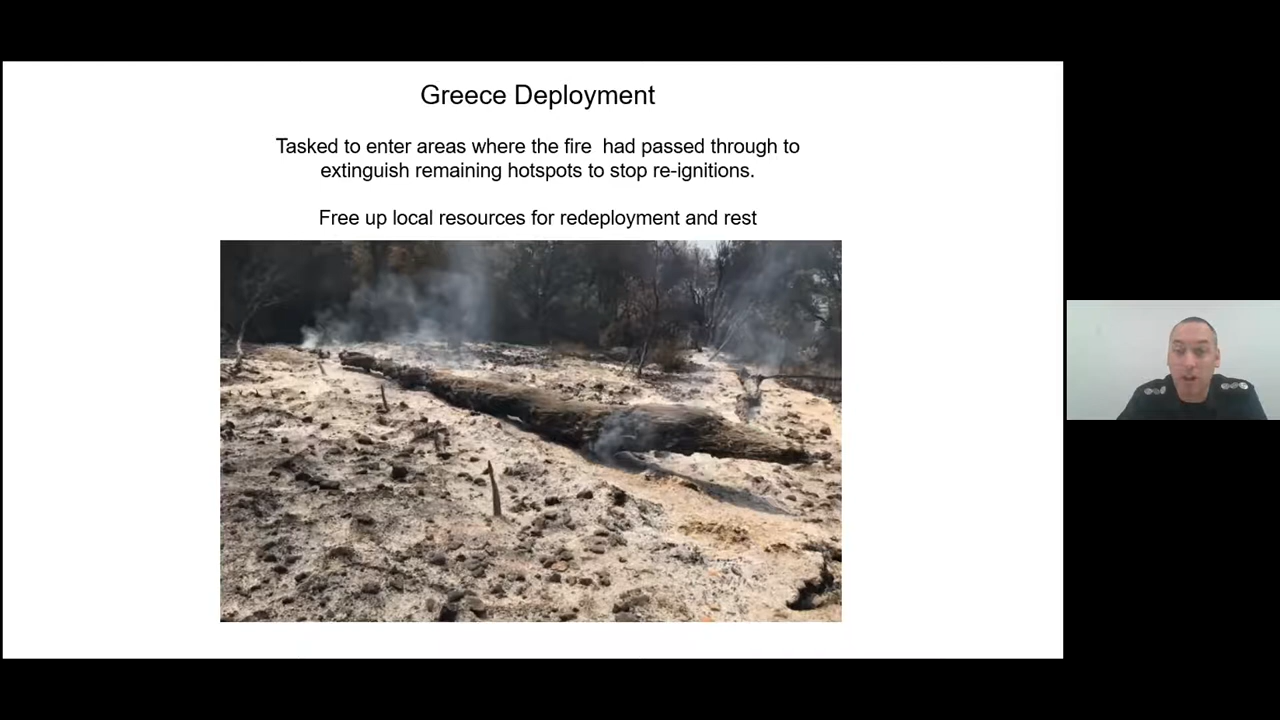 Greece Deployment
Tasked to enter areas where the fire  had passed through to
extinguish remaining hotspots to stop re-ignitions.
Free up local resources for redeployment and rest